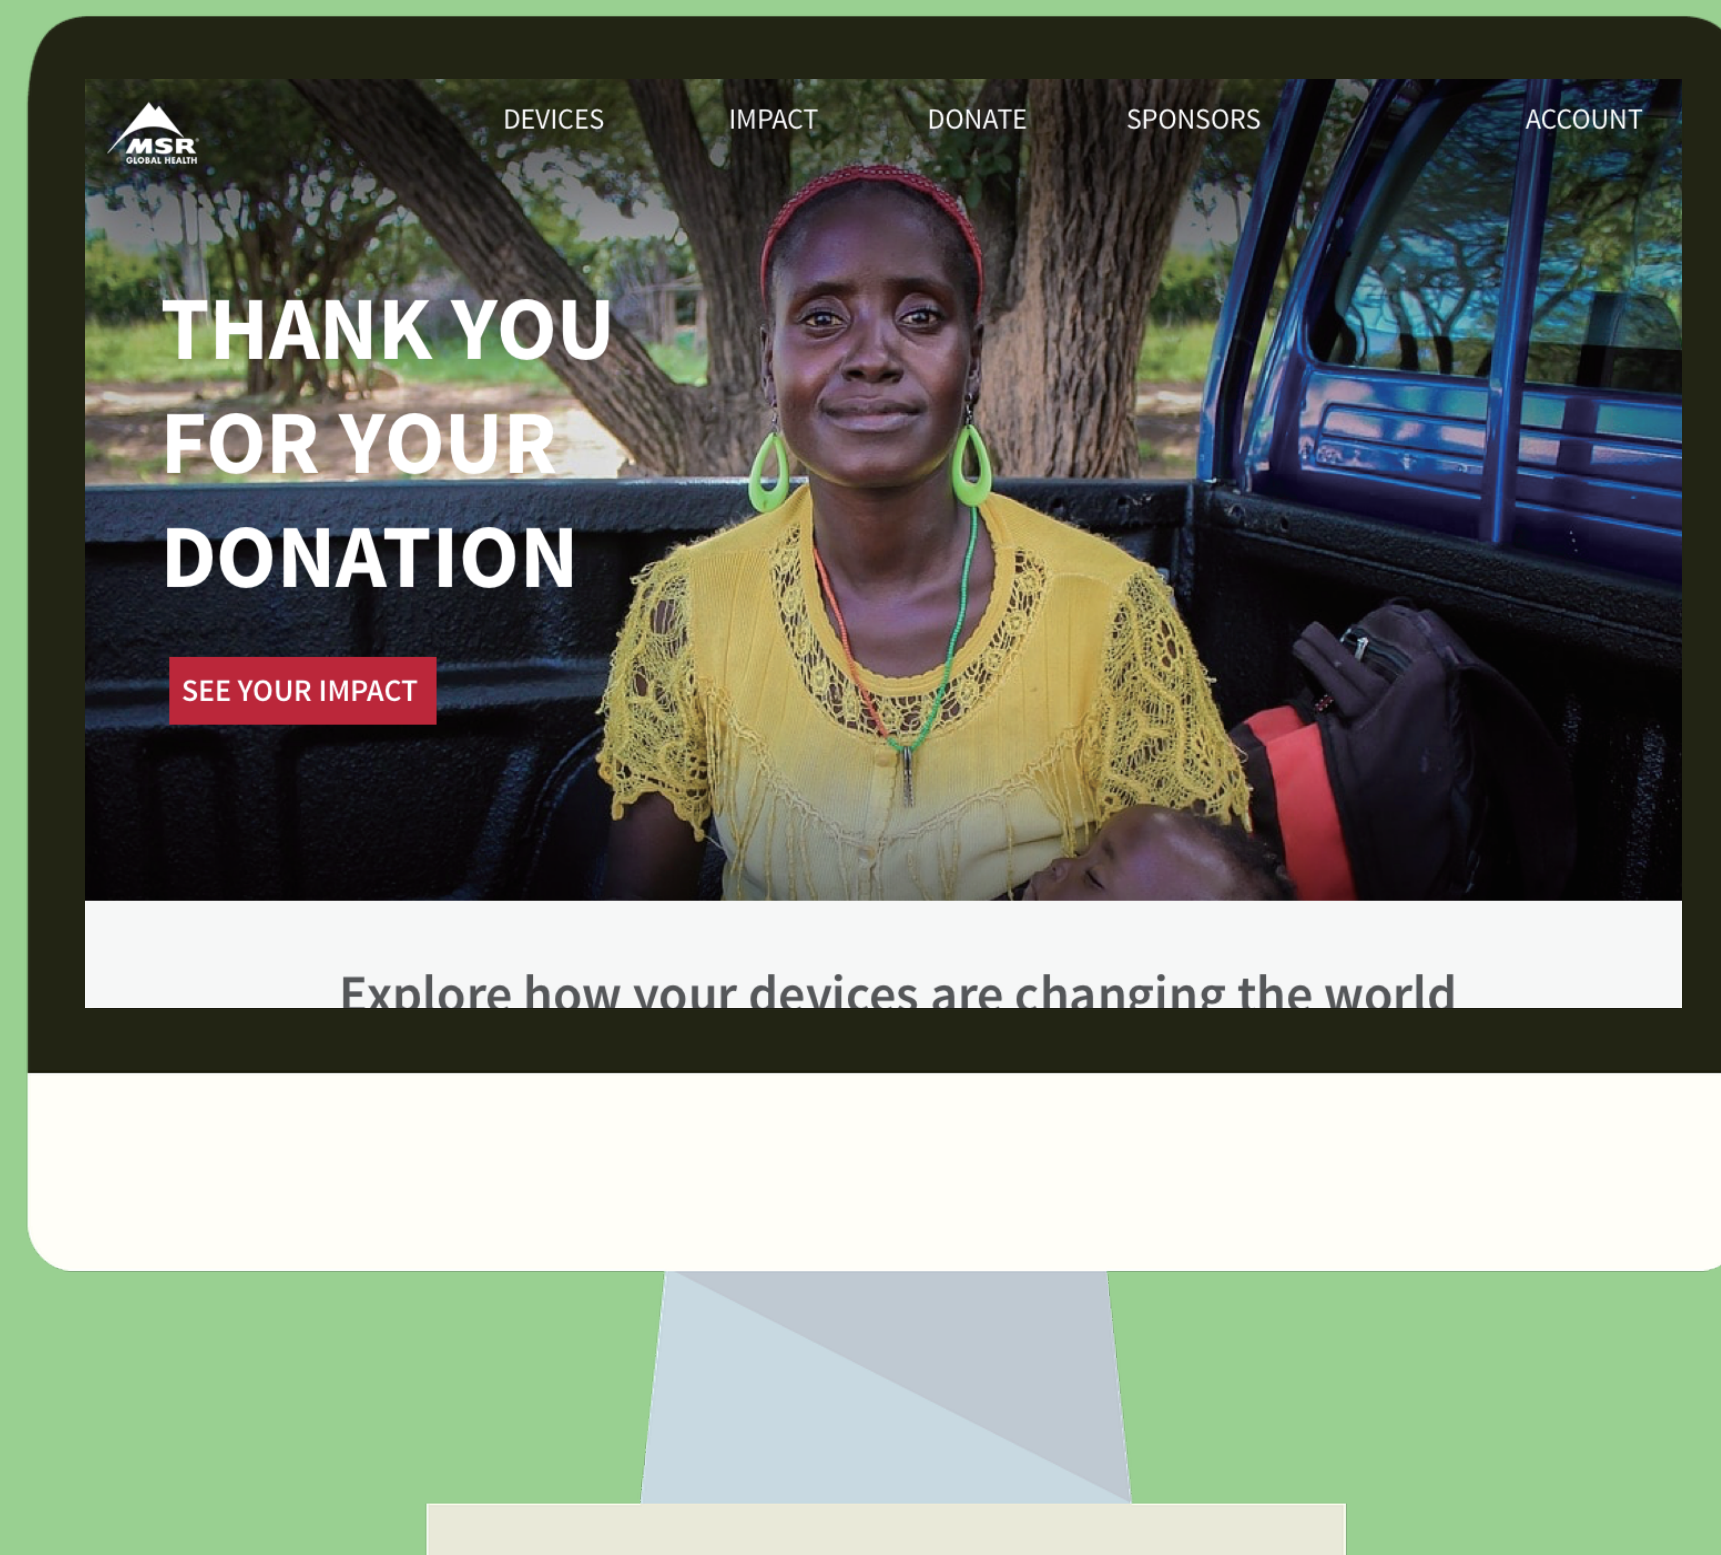 MSR
GLOBAL HEALTH
DEVICES
IMPACT
DONATE
SPONSORS
ACCOUNT
THANK YOU
FOR YOUR
DONATION
SEE YOUR IMPACT
Explore how your devices are changing the world